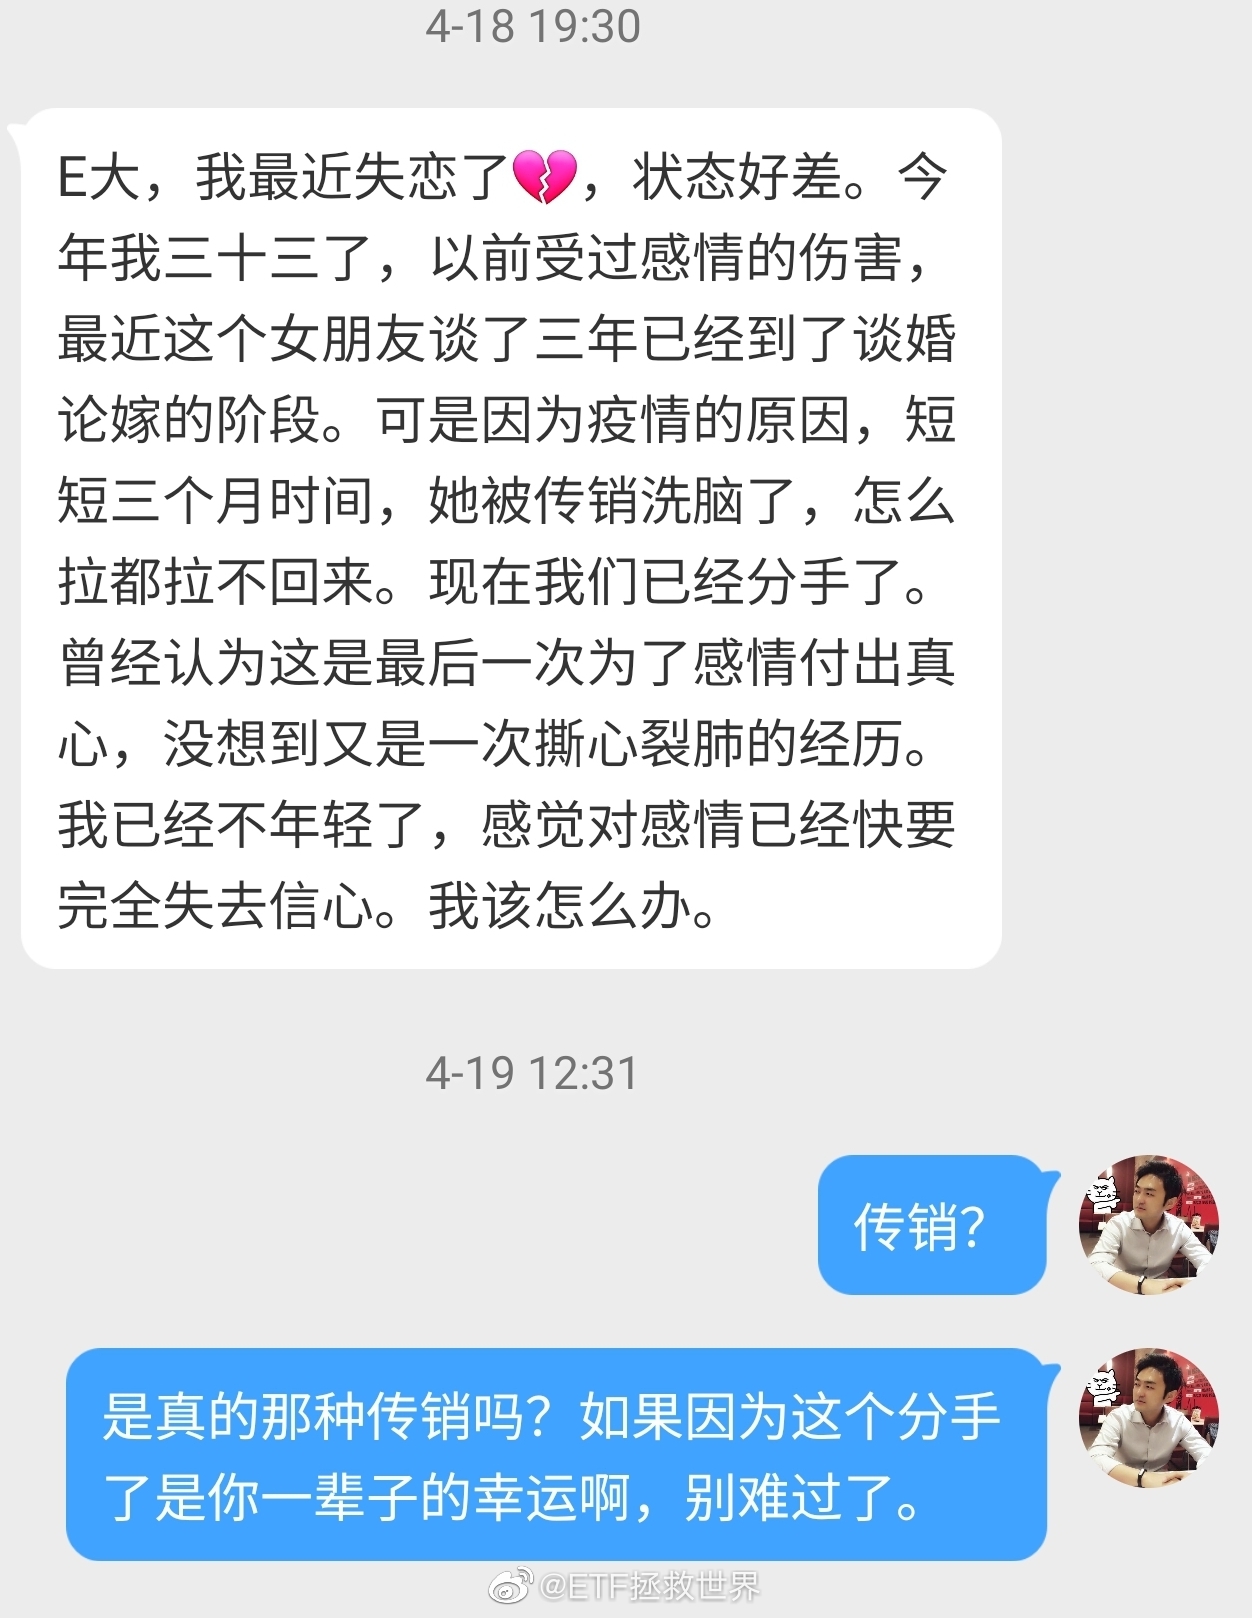 4-18 19:30
E大，我最近失恋了💔，状态好差。今
年我三十三了，以前受过感情的伤害，
最近这个女朋友谈了三年已经到了谈婚
论嫁的阶段。可是因为疫情的原因，短
短三个月时间，她被传销洗脑了，怎么
拉都拉不回来。现在我们已经分手了。
曾经认为这是最后一次为了感情付出真
心，没想到又是一次撕心裂肺的经历。
我已经不年轻了，感觉对感情已经快要
完全失去信心。我该怎么办。
4-19 12:31
传销？
是真的那种传销吗？如果因为这个分手
了是你一辈子的幸运啊，别难过了。
@ETF拯救世界